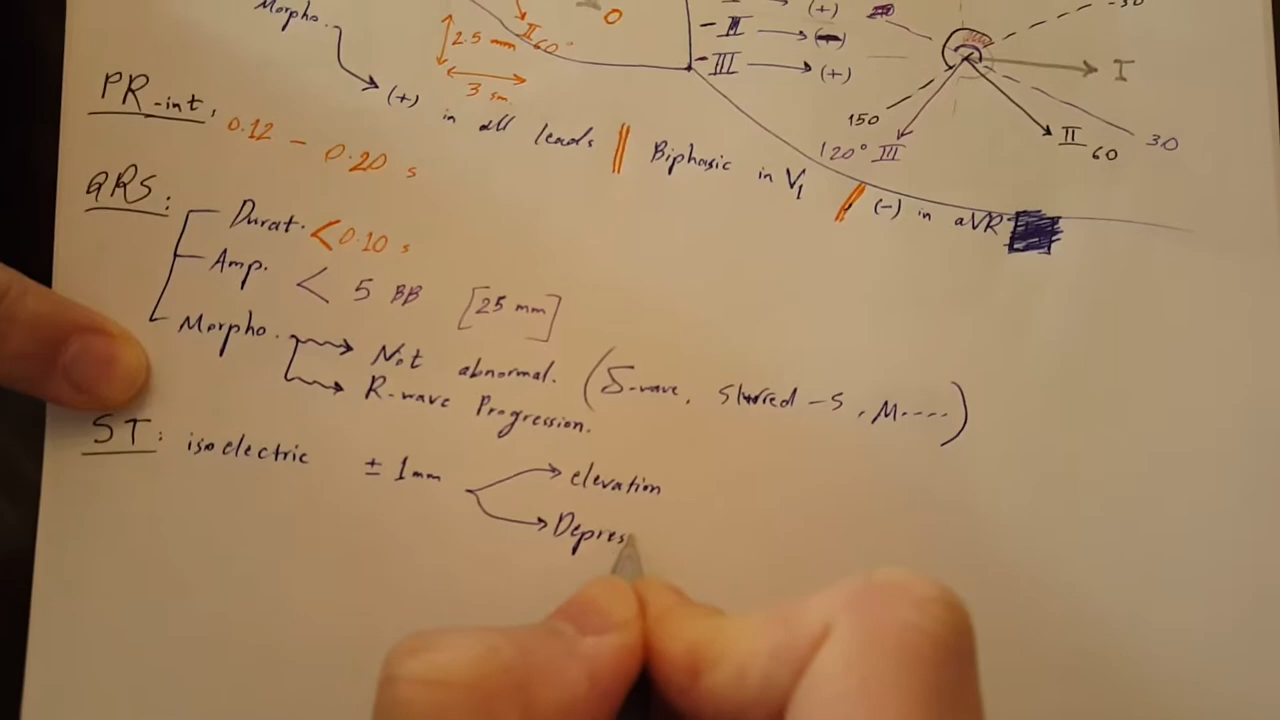 Morpho.
II 60°
0
2.5 mm
3 sm.
- II → (-)
- III → (+)
(+)
-30
I
150
120° III
II 60
30
(+) in all leads || Biphasic in V1 || (-) in aVR
PR-int. 0.12 - 0.20 s
QRS:
Durat. < 0.10 s
Amp. < 5 BB [25 mm]
Morpho. → Not abnormal. (δ-wave, Slurred-S, M....)
→ R-wave Progression.
ST: isoelectric ± 1mm → elevation
→ Depres